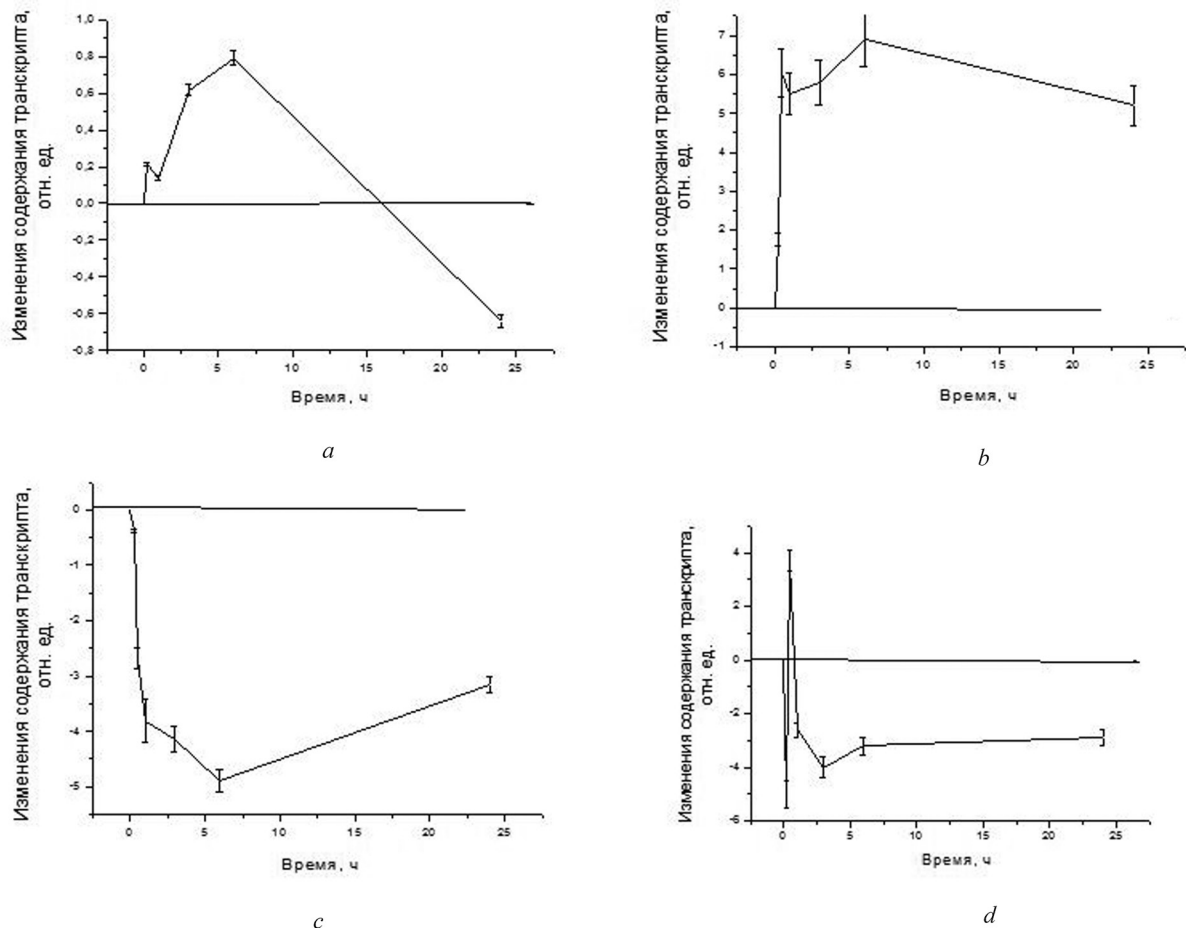 Изменения содержания транскрипта,
отн. ед.
1,0
0,8
0,6
0,4
0,2
0,0
-0,2
-0,4
-0,6
-0,8
0 5 10 15 20 25
Время, ч
a
Изменения содержания транскрипта,
отн. ед.
7
6
5
4
3
2
1
0
-1
0 5 10 15 20 25
Время, ч
b
Изменения содержания транскрипта,
отн. ед.
0
-1
-2
-3
-4
-5
0 5 10 15 20 25
Время, ч
c
Изменения содержания транскрипта,
отн. ед.
4
2
0
-2
-4
-6
0 5 10 15 20 25
Время, ч
d